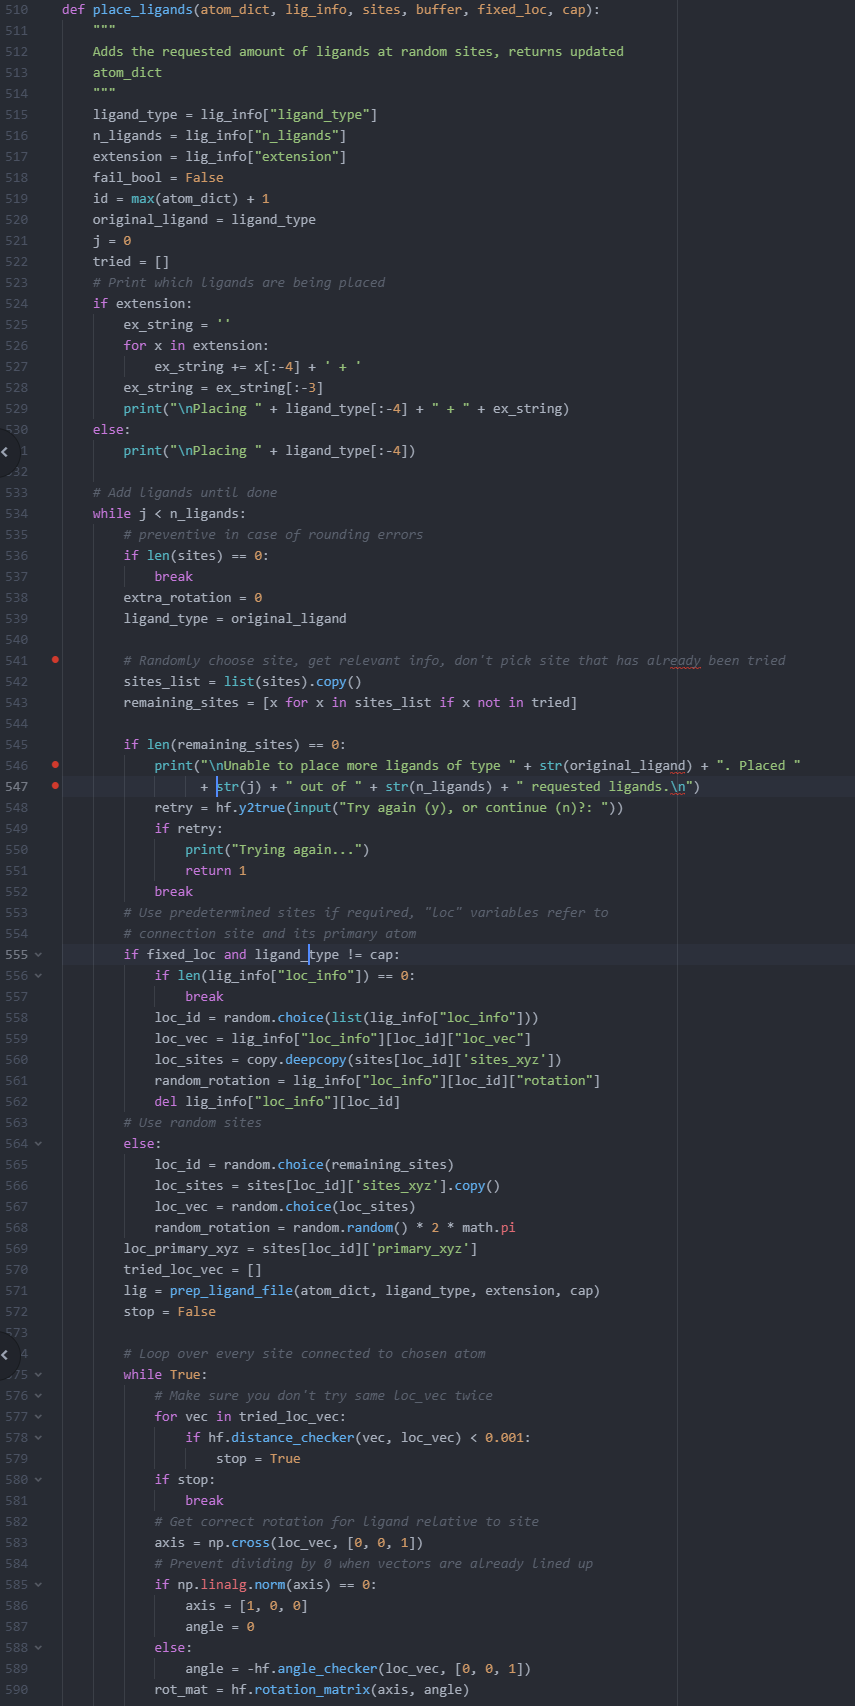 510 def place_ligands(atom_dict, lig_info, sites, buffer, fixed_loc, cap):
511     """
512     Adds the requested amount of ligands at random sites, returns updated
513     atom_dict
514     """
515     ligand_type = lig_info["ligand_type"]
516     n_ligands = lig_info["n_ligands"]
517     extension = lig_info["extension"]
518     fail_bool = False
519     id = max(atom_dict) + 1
520     original_ligand = ligand_type
521     j = 0
522     tried = []
523     # Print which ligands are being placed
524     if extension:
525         ex_string = ''
526         for x in extension:
527             ex_string += x[:-4] + ' + '
528         ex_string = ex_string[:-3]
529         print("\nPlacing " + ligand_type[:-4] + " + " + ex_string)
530     else:
1         print("\nPlacing " + ligand_type[:-4])
532
533     # Add ligands until done
534     while j < n_ligands:
535         # preventive in case of rounding errors
536         if len(sites) == 0:
537             break
538         extra_rotation = 0
539         ligand_type = original_ligand
540
541         # Randomly choose site, get relevant info, don't pick site that has already been tried
542         sites_list = list(sites).copy()
543         remaining_sites = [x for x in sites_list if x not in tried]
544
545         if len(remaining_sites) == 0:
546             print("\nUnable to place more ligands of type " + str(original_ligand) + ". Placed "
547                   + str(j) + " out of " + str(n_ligands) + " requested ligands.\n")
548             retry = hf.y2true(input("Try again (y), or continue (n)?: "))
549             if retry:
550                 print("Trying again...")
551                 return 1
552             break
553         # Use predetermined sites if required, "loc" variables refer to
554         # connection site and its primary atom
555         if fixed_loc and ligand_type != cap:
556             if len(lig_info["loc_info"]) == 0:
557                 break
558             loc_id = random.choice(list(lig_info["loc_info"]))
559             loc_vec = lig_info["loc_info"][loc_id]["loc_vec"]
560             loc_sites = copy.deepcopy(sites[loc_id]['sites_xyz'])
561             random_rotation = lig_info["loc_info"][loc_id]["rotation"]
562             del lig_info["loc_info"][loc_id]
563         # Use random sites
564         else:
565             loc_id = random.choice(remaining_sites)
566             loc_sites = sites[loc_id]['sites_xyz'].copy()
567             loc_vec = random.choice(loc_sites)
568             random_rotation = random.random() * 2 * math.pi
569         loc_primary_xyz = sites[loc_id]['primary_xyz']
570         tried_loc_vec = []
571         lig = prep_ligand_file(atom_dict, ligand_type, extension, cap)
572         stop = False
573
4         # Loop over every site connected to chosen atom
575         while True:
576             # Make sure you don't try same loc_vec twice
577             for vec in tried_loc_vec:
578                 if hf.distance_checker(vec, loc_vec) < 0.001:
579                     stop = True
580             if stop:
581                 break
582             # Get correct rotation for ligand relative to site
583             axis = np.cross(loc_vec, [0, 0, 1])
584             # Prevent dividing by 0 when vectors are already lined up
585             if np.linalg.norm(axis) == 0:
586                 axis = [1, 0, 0]
587                 angle = 0
588             else:
589                 angle = -hf.angle_checker(loc_vec, [0, 0, 1])
590             rot_mat = hf.rotation_matrix(axis, angle)